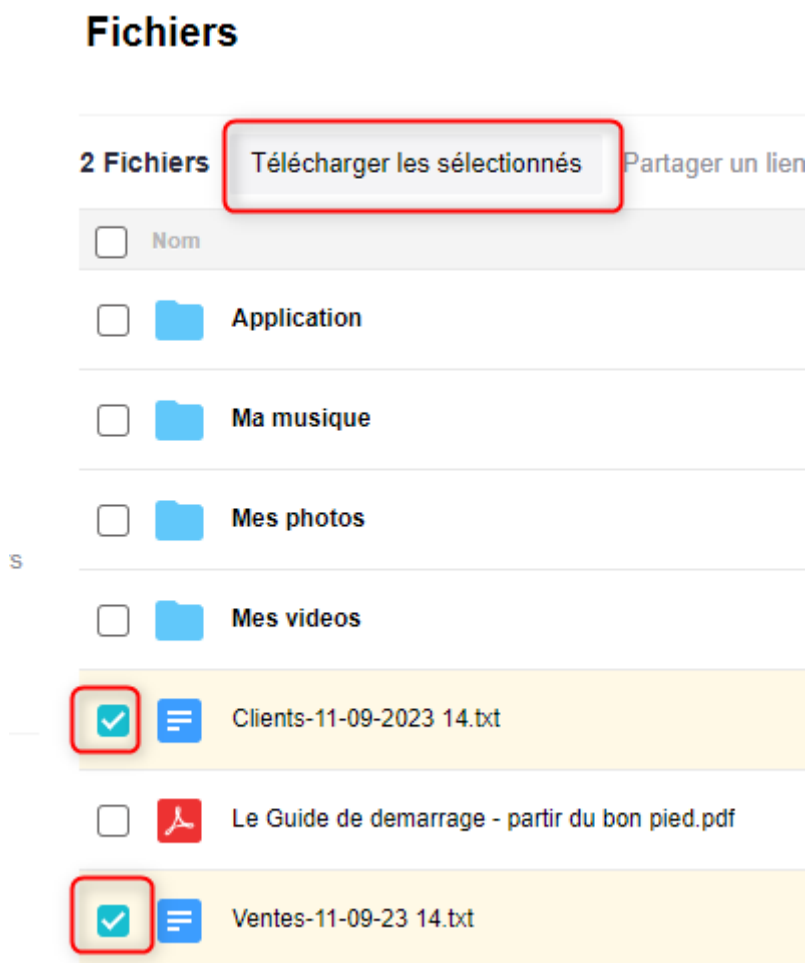 Fichiers
2 Fichiers Télécharger les sélectionnés Partager un lien
Nom
Application
Ma musique
Mes photos
Mes videos
s
Clients-11-09-2023 14.txt
Le Guide de demarrage - partir du bon pied.pdf
Ventes-11-09-23 14.txt